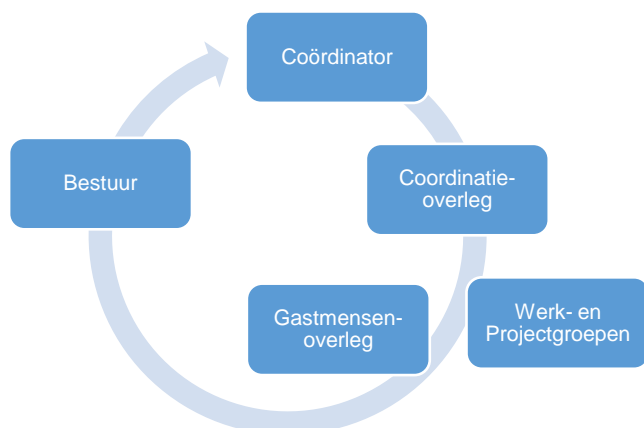 Coördinator
Bestuur
Coordinatie-
overleg
Gastmensen-
overleg
Werk- en
Projectgroepen